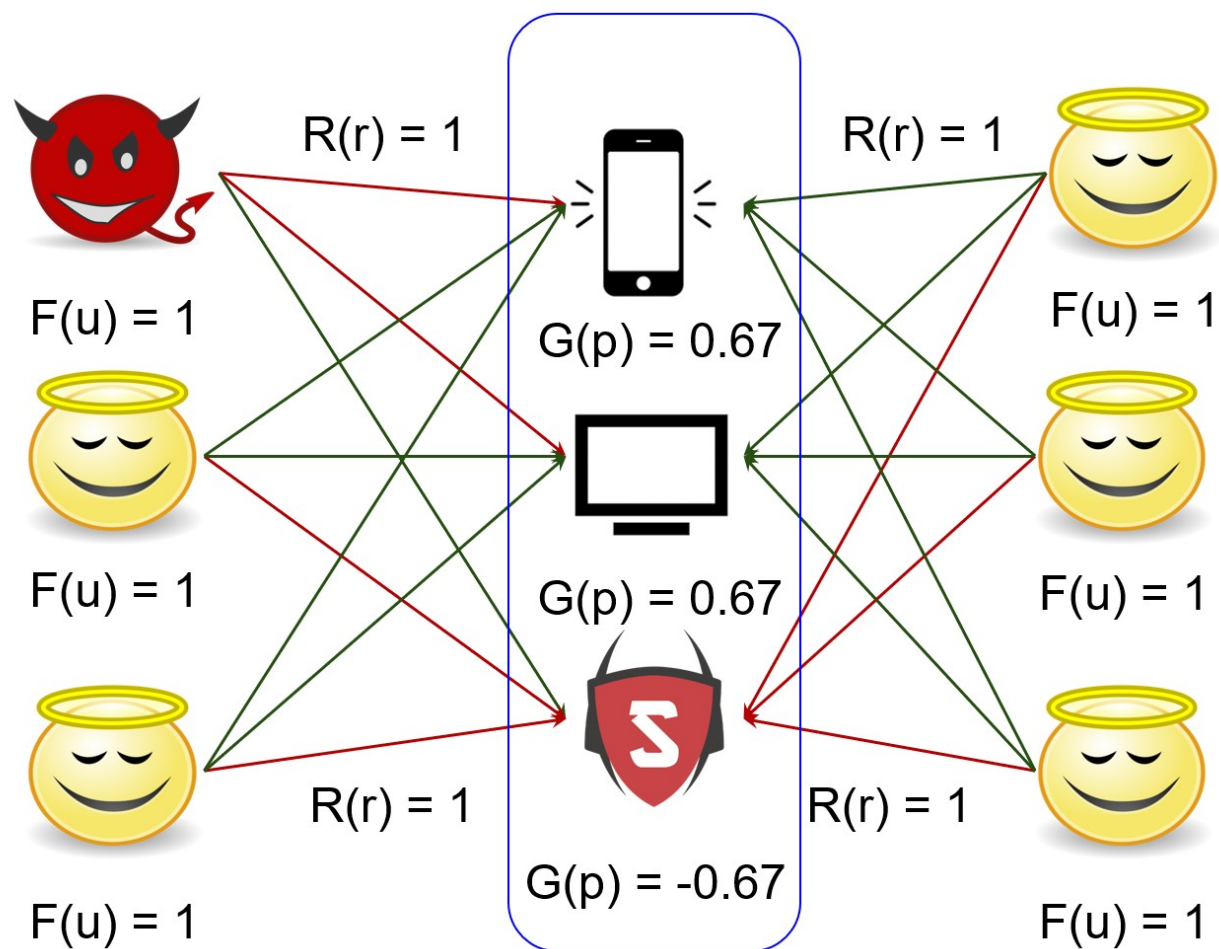 R(r) = 1
R(r) = 1
F(u) = 1
G(p) = 0.67
F(u) = 1
F(u) = 1
G(p) = 0.67
F(u) = 1
S
R(r) = 1
R(r) = 1
F(u) = 1
G(p) = -0.67
F(u) = 1